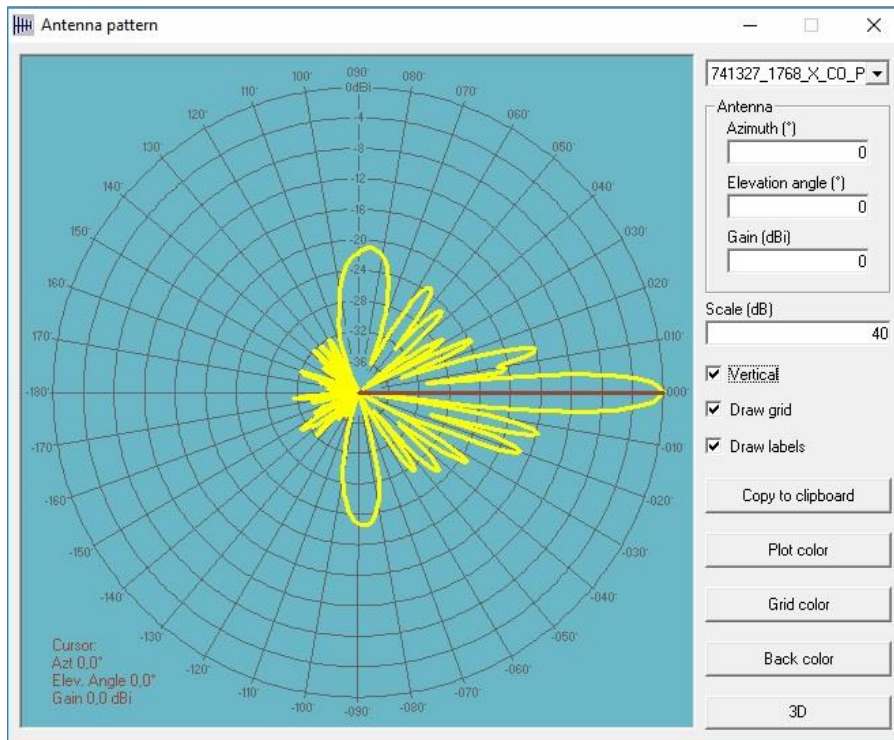 Antenna pattern
741327_1768_X_CO_P
Antenna
Azimuth (°)
0
Elevation angle (°)
0
Gain (dBi)
0
Scale (dB)
40
Vertical
Draw grid
Draw labels
Copy to clipboard
Plot color
Grid color
Back color
3D
090°
100° 080°
110° 070°
120° 060°
130° 050°
140° 040°
150° 030°
160° 020°
170° 010°
-180° 000°
-170° -010°
-160° -020°
-150° -030°
-140° -040°
-130° -050°
-120° -060°
-110° -070°
-100° -080°
-090°
0dBi
-4
-8
-12
-16
-20
-24
-28
-32
-36
Cursor:
Azt 0,0°
Elev. Angle 0,0°
Gain 0,0 dBi